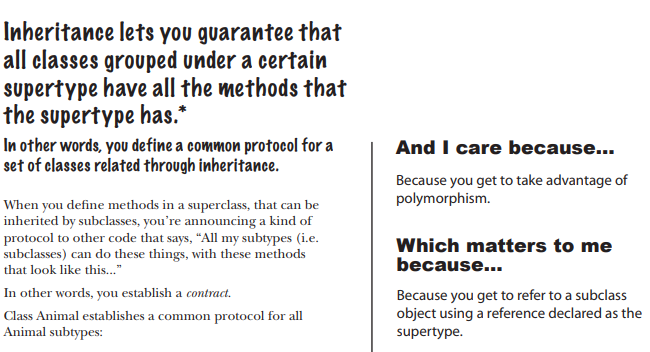 Inheritance lets you guarantee that
all classes grouped under a certain
supertype have all the methods that
the supertype has.*
In other words, you define a common protocol for a
set of classes related through inheritance.
When you define methods in a superclass, that can be
inherited by subclasses, you’re announcing a kind of
protocol to other code that says, “All my subtypes (i.e.
subclasses) can do these things, with these methods
that look like this...”
In other words, you establish a contract.
Class Animal establishes a common protocol for all
Animal subtypes:
And I care because...
Because you get to take advantage of
polymorphism.
Which matters to me
because...
Because you get to refer to a subclass
object using a reference declared as the
supertype.